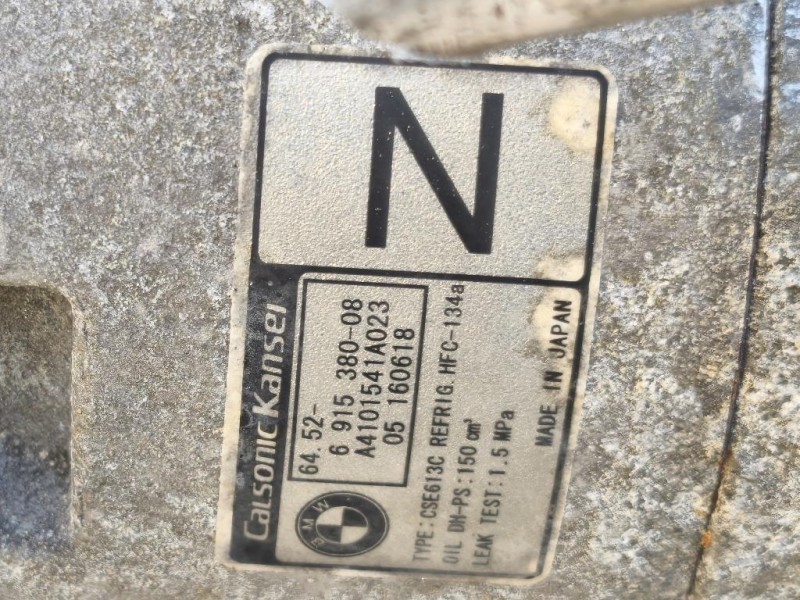 Calsonic Kansei
64.52-
6 915 380-08
A4101541A023
05 160618
BMW
N
TYPE:CSE613C REFRIG.HFC-134a
OIL DH-PS:150 cm³
LEAK TEST:1.5 MPa
MADE IN JAPAN